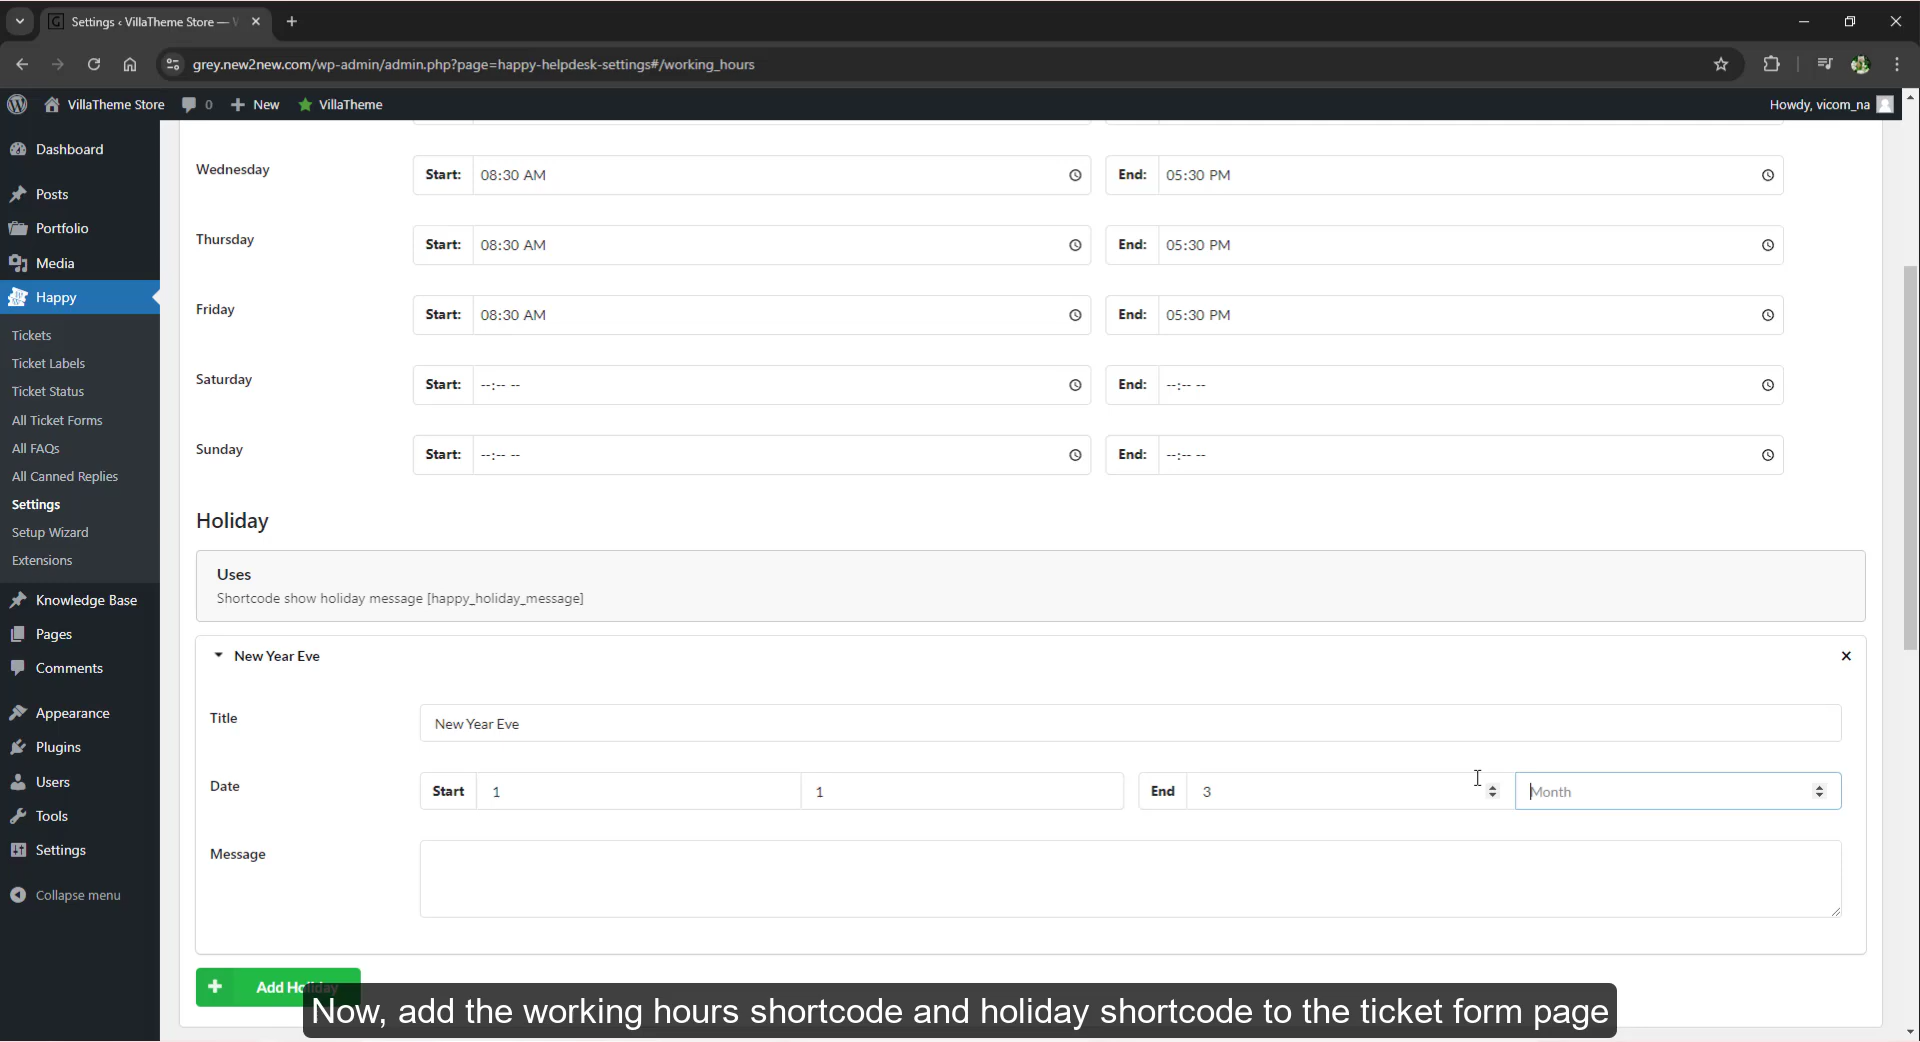 Settings ‹ VillaTheme Store —
grey.new2new.com/wp-admin/admin.php?page=happy-helpdesk-settings#/working_hours
VillaTheme Store 0 New VillaTheme Howdy, vicom_na
Dashboard
Posts
Portfolio
Media
Happy
Tickets
Ticket Labels
Ticket Status
All Ticket Forms
All FAQs
All Canned Replies
Settings
Setup Wizard
Extensions
Knowledge Base
Pages
Comments
Appearance
Plugins
Users
Tools
Settings
Collapse menu
Wednesday Start: 08:30 AM End: 05:30 PM
Thursday Start: 08:30 AM End: 05:30 PM
Friday Start: 08:30 AM End: 05:30 PM
Saturday Start: --:-- -- End: --:-- --
Sunday Start: --:-- -- End: --:-- --
Holiday
Uses
Shortcode show holiday message [happy_holiday_message]
New Year Eve
Title New Year Eve
Date Start 1 1 End 3 Month
Message
Add Holiday
Now, add the working hours shortcode and holiday shortcode to the ticket form page